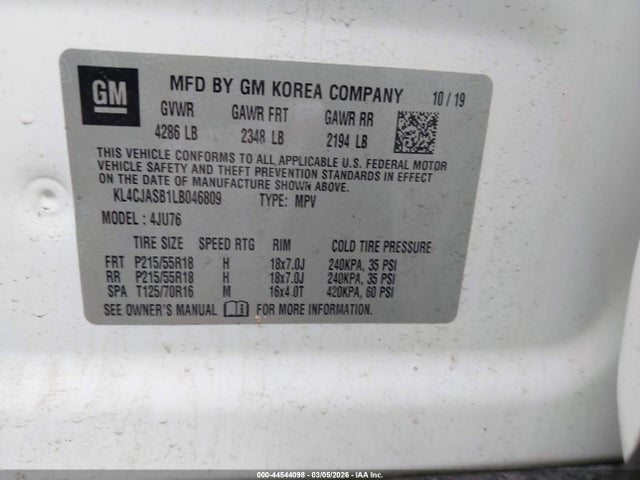 GM
MFD BY GM KOREA COMPANY 10/19
GVWR GAWR FRT GAWR RR
4286 LB 2348 LB 2194 LB
THIS VEHICLE CONFORMS TO ALL APPLICABLE U.S. FEDERAL MOTOR
VEHICLE SAFETY AND THEFT PREVENTION STANDARDS IN EFFECT
ON THE DATE OF MANUFACTURE SHOWN ABOVE.
KL4CJASB1LB046809 TYPE: MPV
MODEL: 4JU76
TIRE SIZE SPEED RTG RIM COLD TIRE PRESSURE
FRT P215/55R18 H 18x7.0J 240KPA, 35 PSI
RR P215/55R18 H 18x7.0J 240KPA, 35 PSI
SPA T125/70R16 M 16x4.0T 420KPA, 60 PSI
SEE OWNER'S MANUAL FOR MORE INFORMATION.
000-44544098 - 03/05/2026 - IAA Inc.